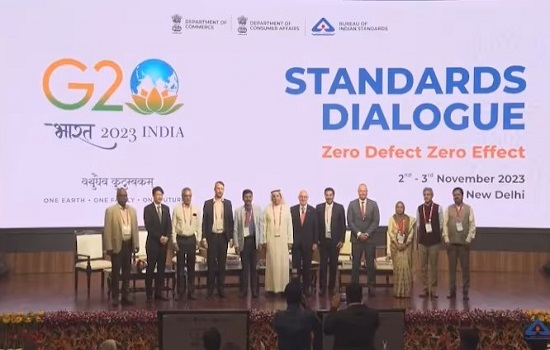 DEPARTMENT OF
COMMERCE
DEPARTMENT OF
CONSUMER AFFAIRS
BUREAU OF
INDIAN STANDARDS
G20
भारत 2023 INDIA
वसुधैव कुटुम्बकम्
ONE EARTH • ONE FAMILY • ONE FUTURE
STANDARDS
DIALOGUE
Zero Defect Zero Effect
2nd - 3rd November 2023
New Delhi